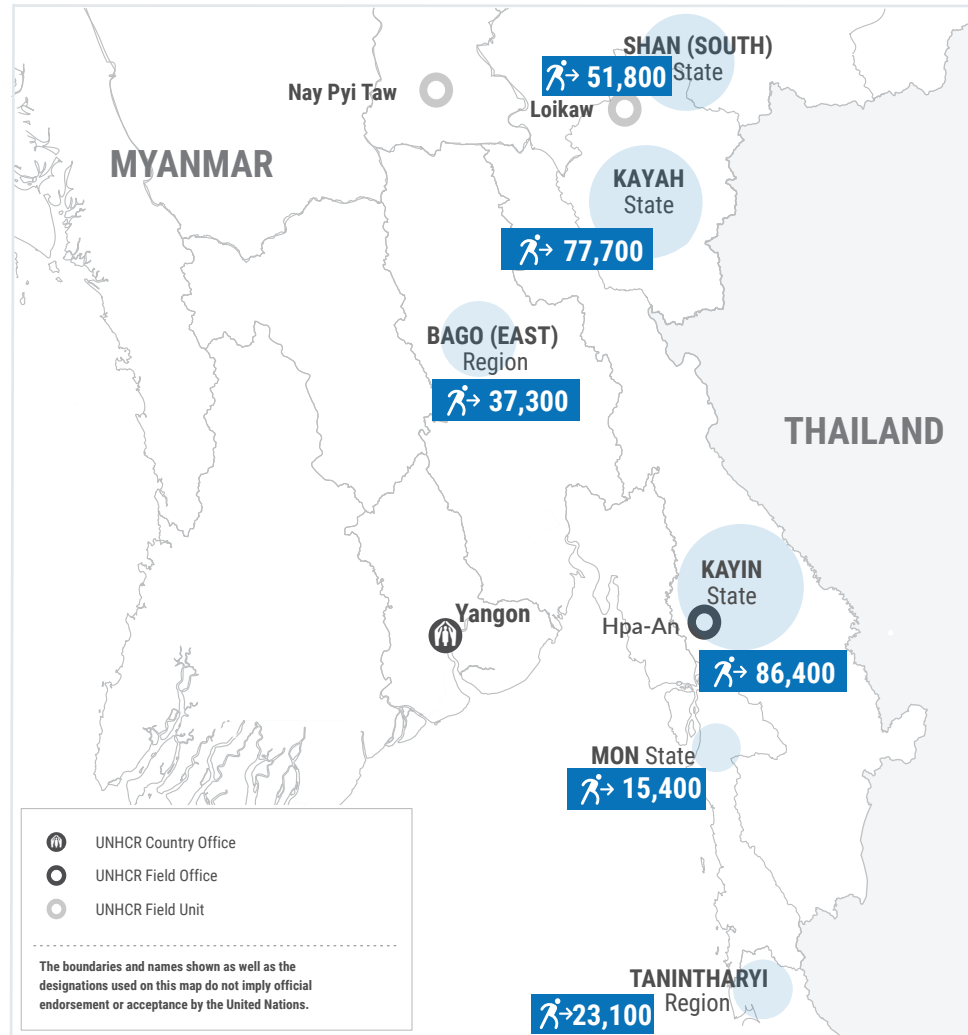 SHAN (SOUTH)
State
51,800
Nay Pyi Taw
Loikaw
MYANMAR
KAYAH
State
77,700
BAGO (EAST)
Region
37,300
THAILAND
KAYIN
State
Yangon
Hpa-An
86,400
MON State
15,400
UNHCR Country Office
UNHCR Field Office
UNHCR Field Unit
The boundaries and names shown as well as the
designations used on this map do not imply official
endorsement or acceptance by the United Nations.
TANINTHARYI
Region
23,100